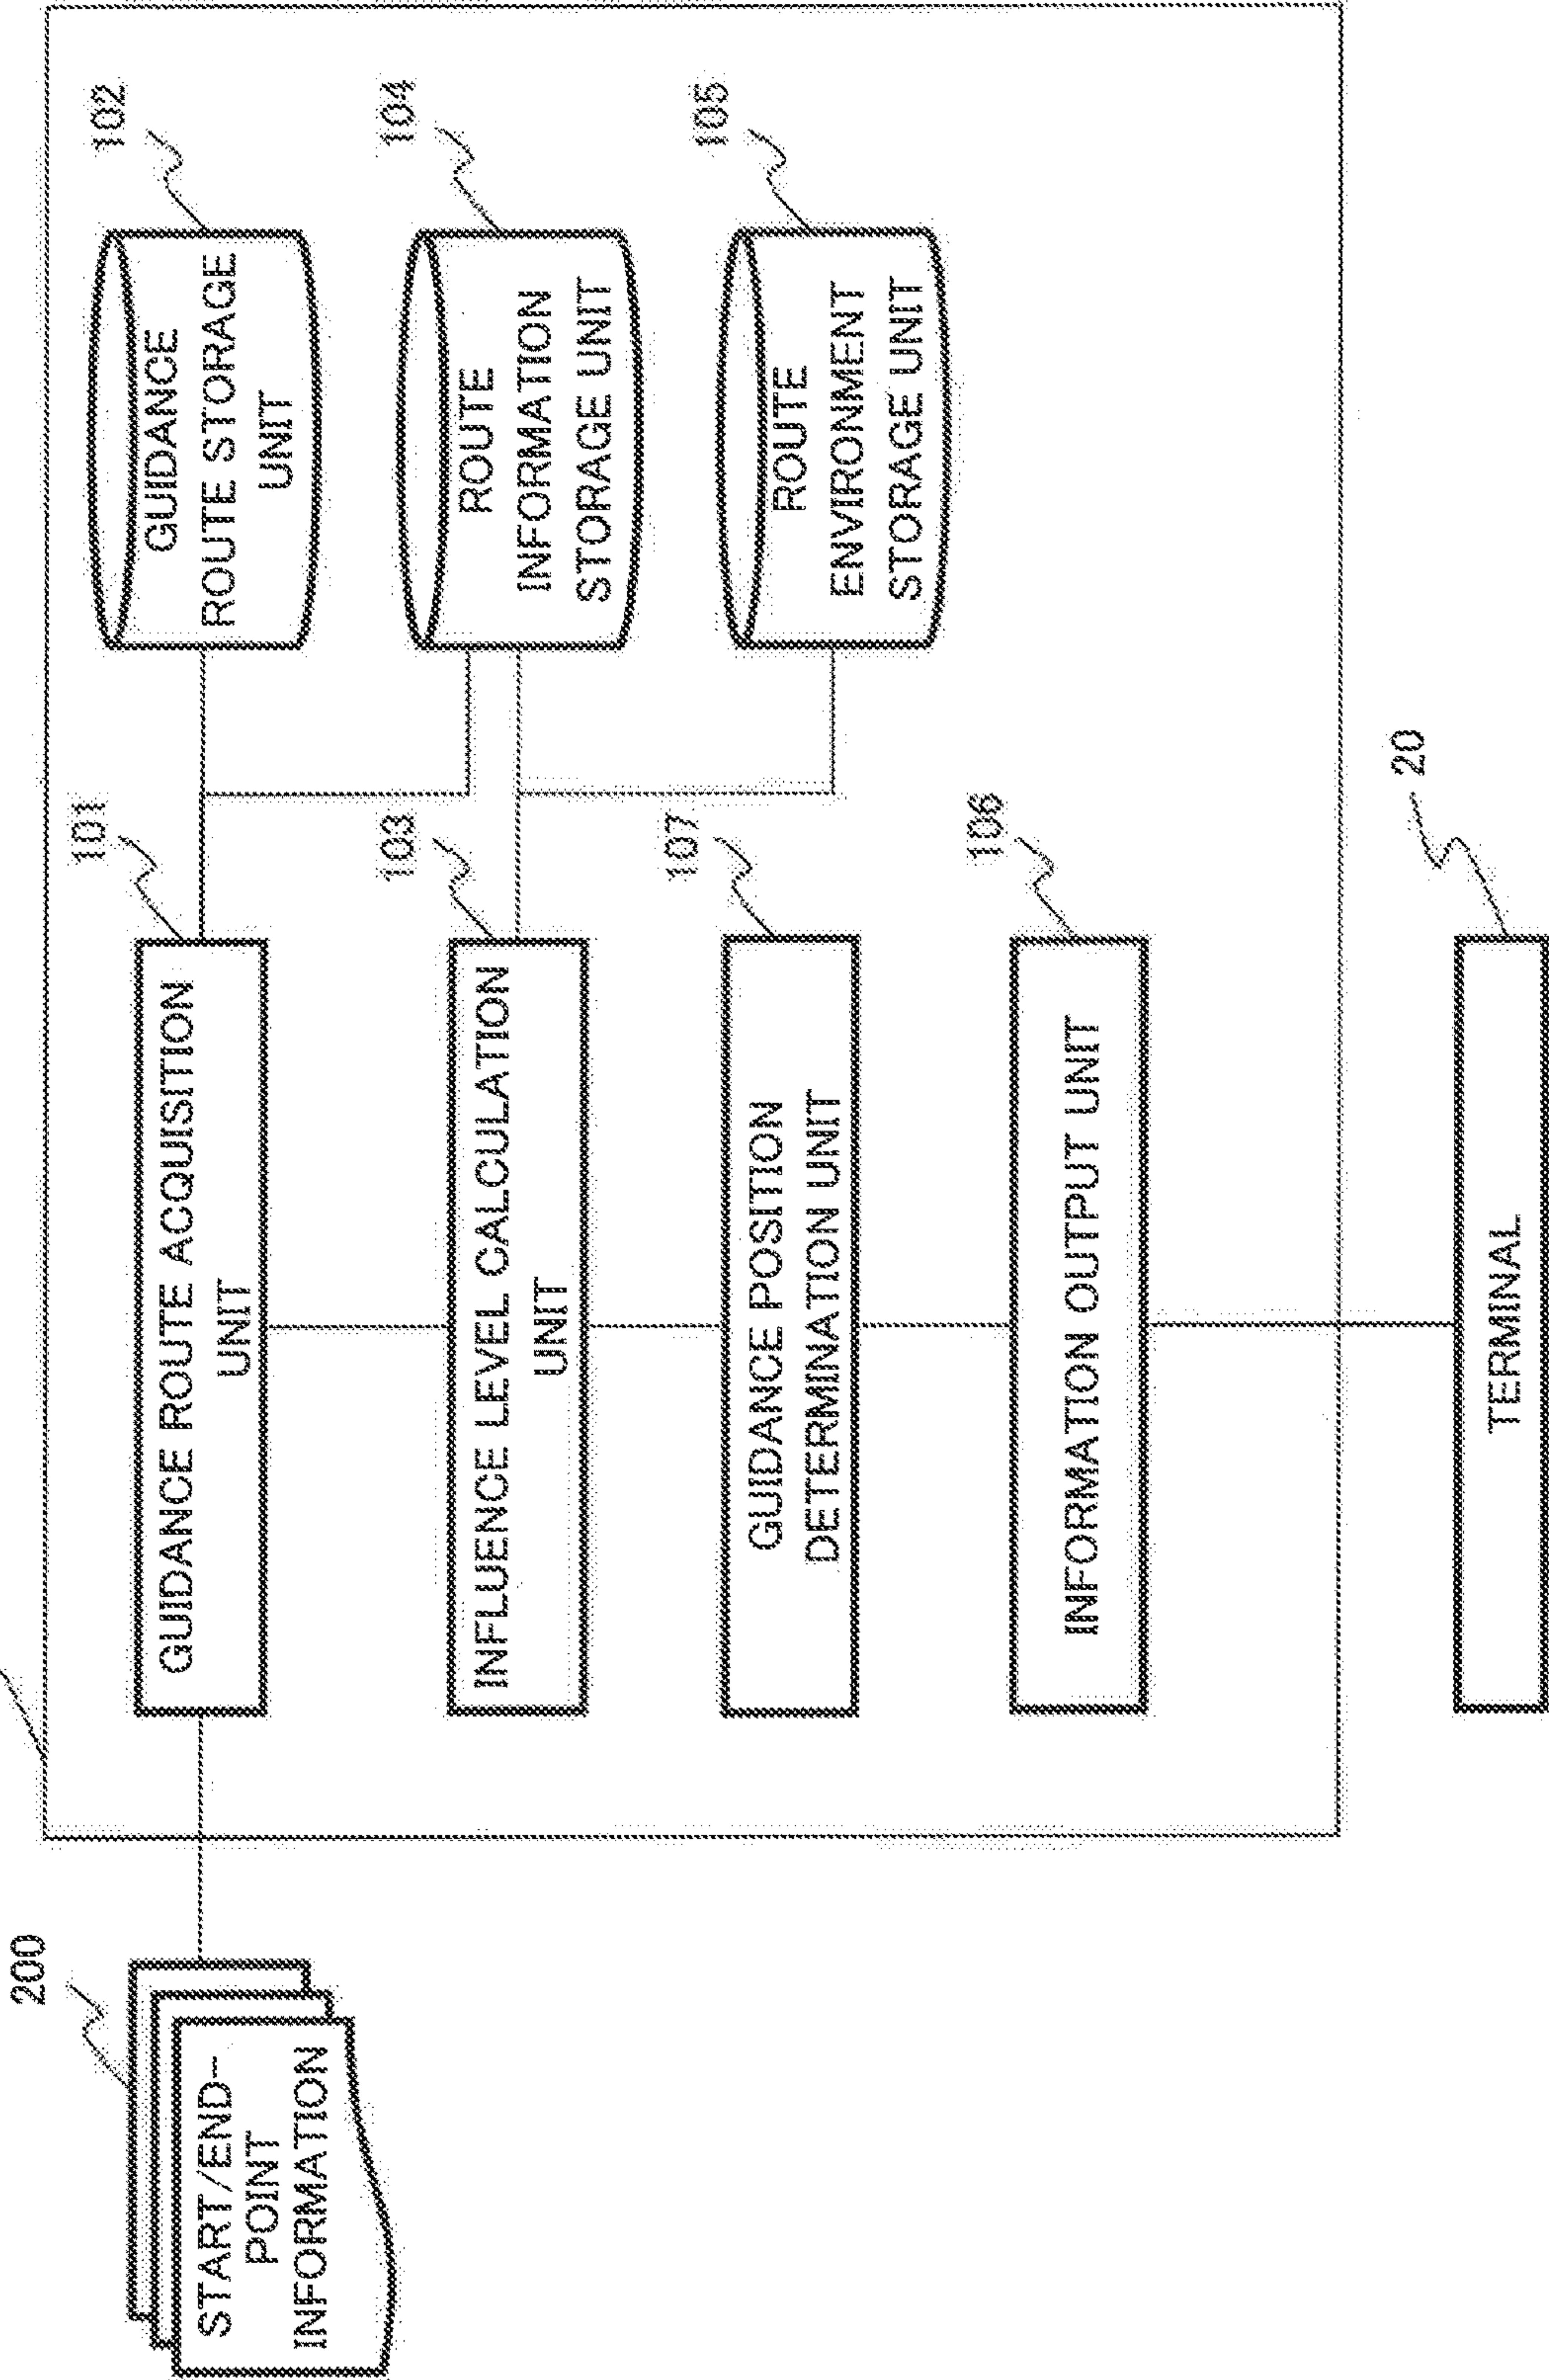 200
START/END-
POINT
INFORMATION
101
GUIDANCE ROUTE ACQUISITION
UNIT
102
GUIDANCE
ROUTE STORAGE
UNIT
103
INFLUENCE LEVEL CALCULATION
UNIT
104
ROUTE
INFORMATION
STORAGE UNIT
107
GUIDANCE POSITION
DETERMINATION UNIT
105
ROUTE
ENVIRONMENT
STORAGE UNIT
106
INFORMATION OUTPUT UNIT
20
TERMINAL